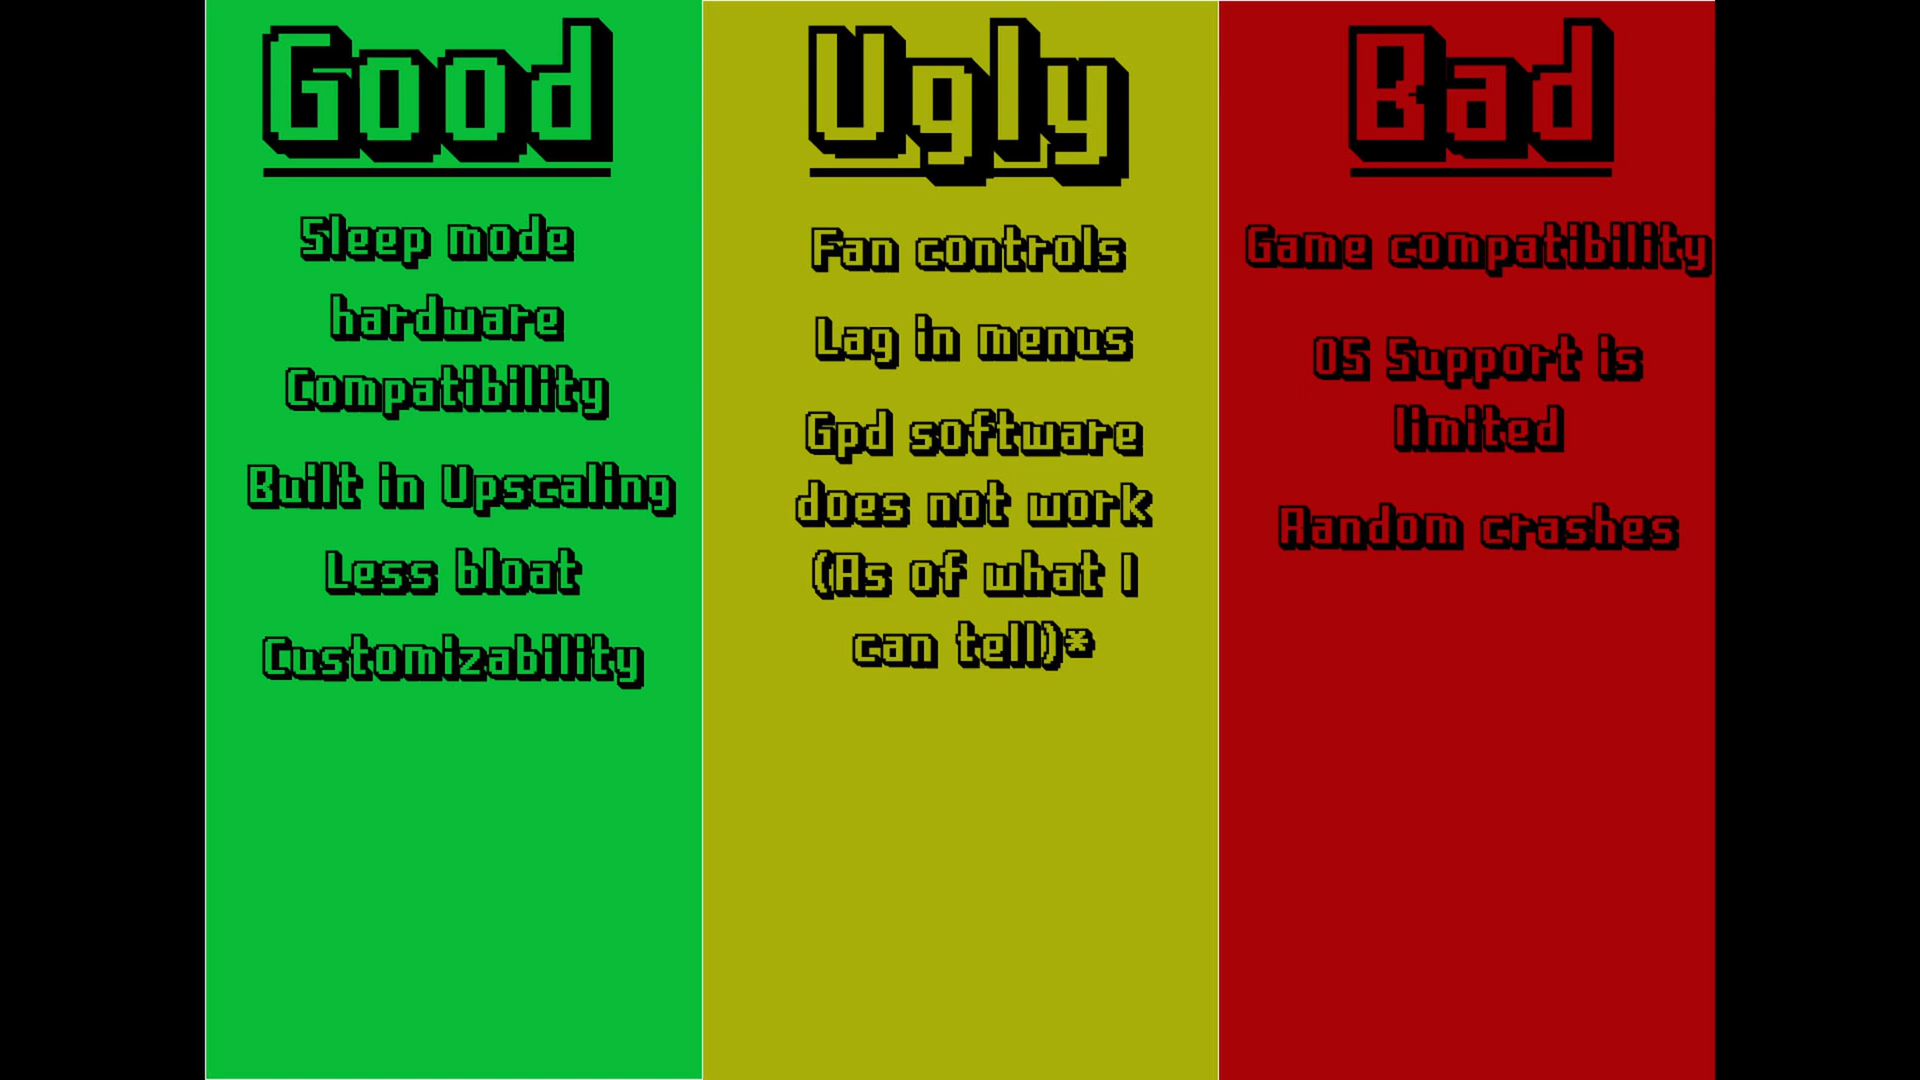 Good
Sleep mode
hardware
Compatibility
Built in Upscaling
Less bloat
Customizability
Ugly
Fan controls
Lag in menus
Gpd software
does not work
(As of what I
can tell)*
Bad
Game compatibility
OS Support is
limited
Random crashes